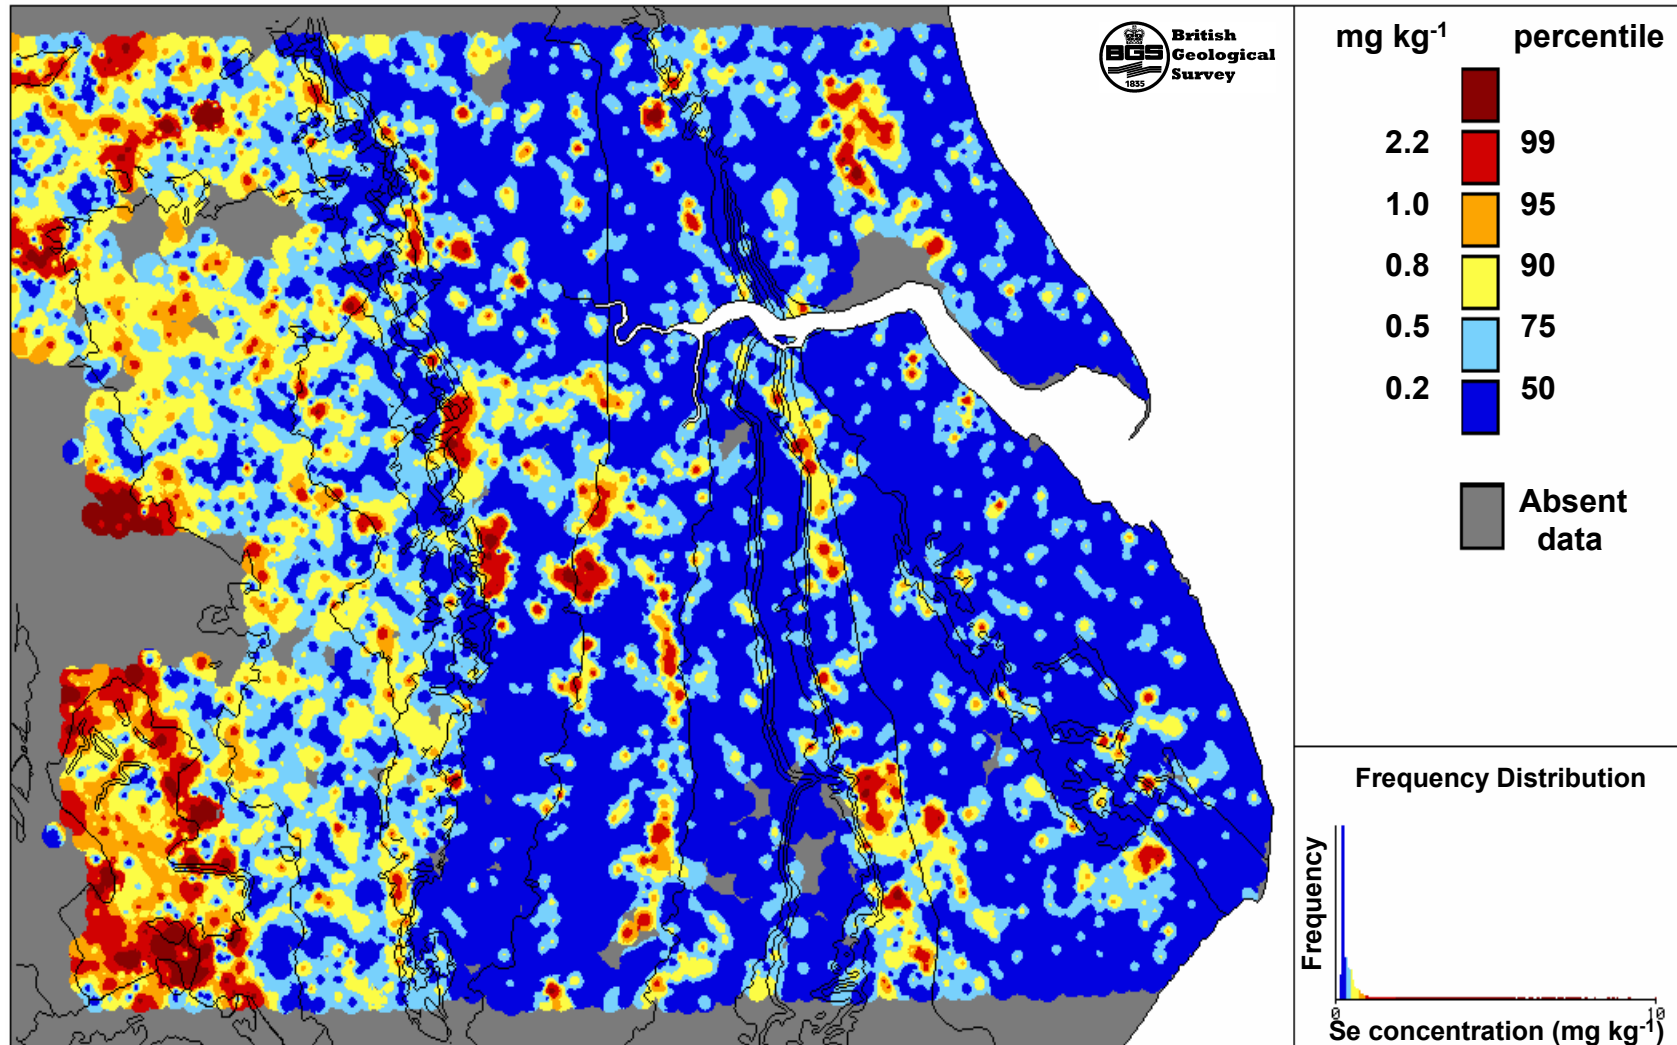 British
Geological
Survey
BGS
1835
mg kg-1 percentile
2.2 99
1.0 95
0.8 90
0.5 75
0.2 50
Absent
data
Frequency Distribution
Frequency
0 10
Se concentration (mg kg-1)